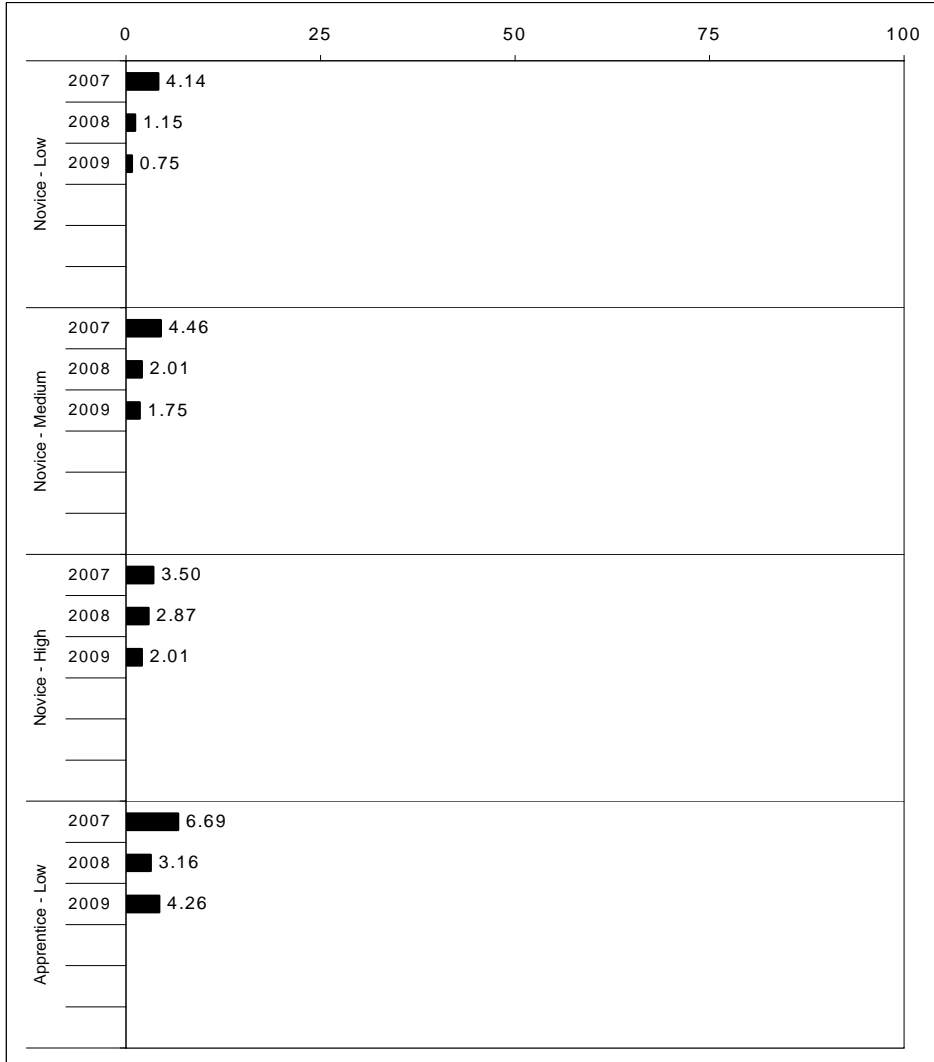 0 25 50 75 100
Novice - Low
2007 4.14
2008 1.15
2009 0.75
Novice - Medium
2007 4.46
2008 2.01
2009 1.75
Novice - High
2007 3.50
2008 2.87
2009 2.01
Apprentice - Low
2007 6.69
2008 3.16
2009 4.26